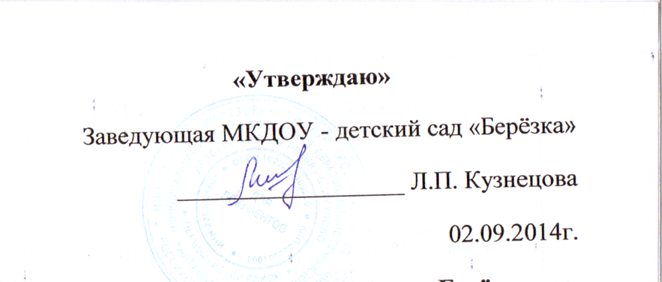 «Утверждаю»
Заведующая МКДОУ - детский сад «Берёзка»
Л.П. Кузнецова
02.09.2014г.